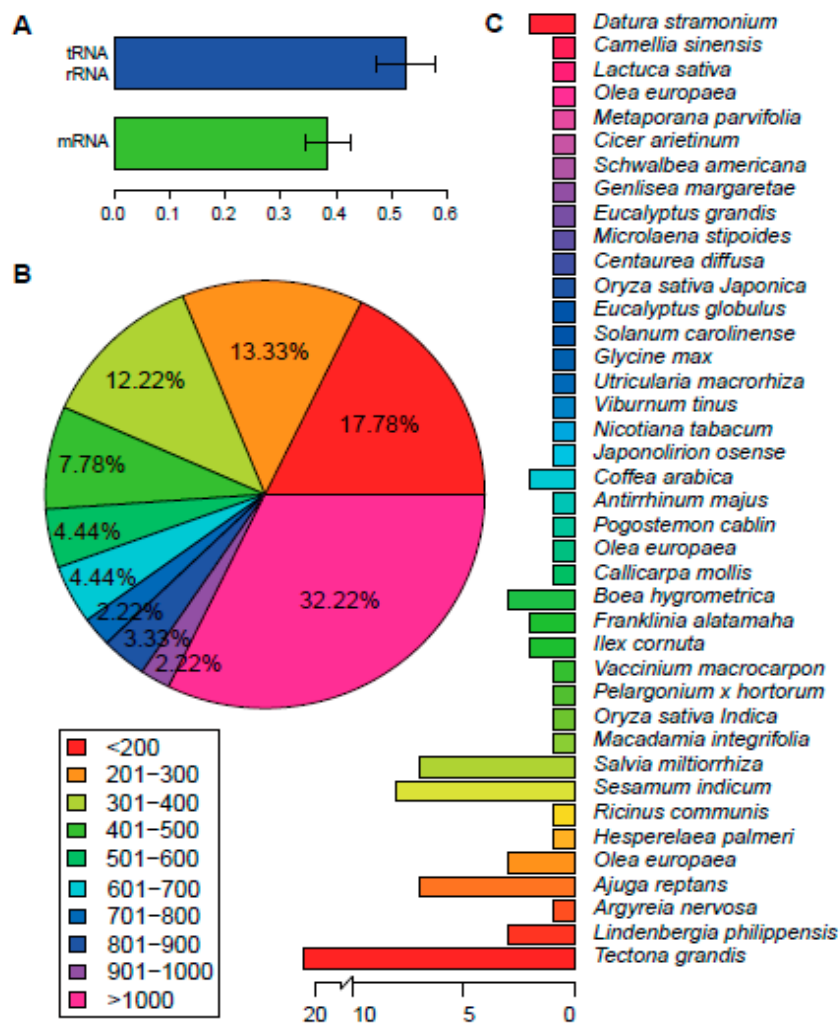 A
tRNA
rRNA
mRNA
0.0 0.1 0.2 0.3 0.4 0.5 0.6
B
13.33%
12.22%
17.78%
7.78%
4.44%
4.44%
2.22%
3.33%
2.22%
32.22%
<200
201−300
301−400
401−500
501−600
601−700
701−800
801−900
901−1000
>1000
C
Datura stramonium
Camellia sinensis
Lactuca sativa
Olea europaea
Metaporana parvifolia
Cicer arietinum
Schwalbea americana
Genlisea margaretae
Eucalyptus grandis
Microlaena stipoides
Centaurea diffusa
Oryza sativa Japonica
Eucalyptus globulus
Solanum carolinense
Glycine max
Utricularia macrorhiza
Viburnum tinus
Nicotiana tabacum
Japonolirion osense
Coffea arabica
Antirrhinum majus
Pogostemon cablin
Olea europaea
Callicarpa mollis
Boea hygrometrica
Franklinia alatamaha
Ilex cornuta
Vaccinium macrocarpon
Pelargonium x hortorum
Oryza sativa Indica
Macadamia integrifolia
Salvia miltiorrhiza
Sesamum indicum
Ricinus communis
Hesperelaea palmeri
Olea europaea
Ajuga reptans
Argyreia nervosa
Lindenbergia philippensis
Tectona grandis
20 10 5 0